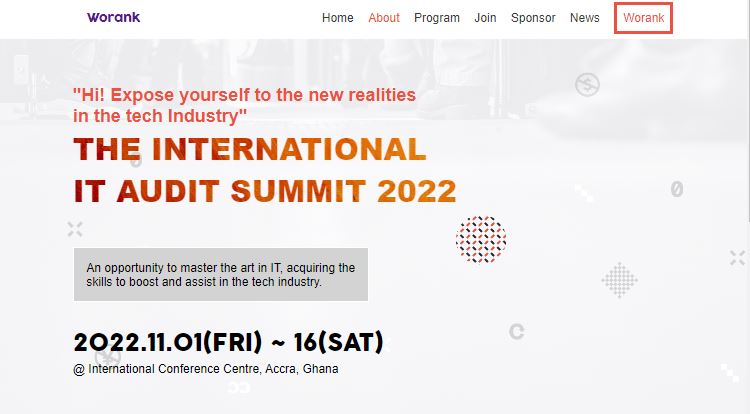 Worank
Home About Program Join Sponsor News Worank
"Hi! Expose yourself to the new realities
in the tech Industry"
THE INTERNATIONAL
IT AUDIT SUMMIT 2022
An opportunity to master the art in IT, acquiring the
skills to boost and assist in the tech industry.
2022.11.01(FRI) ~ 16(SAT)
@ International Conference Centre, Accra, Ghana